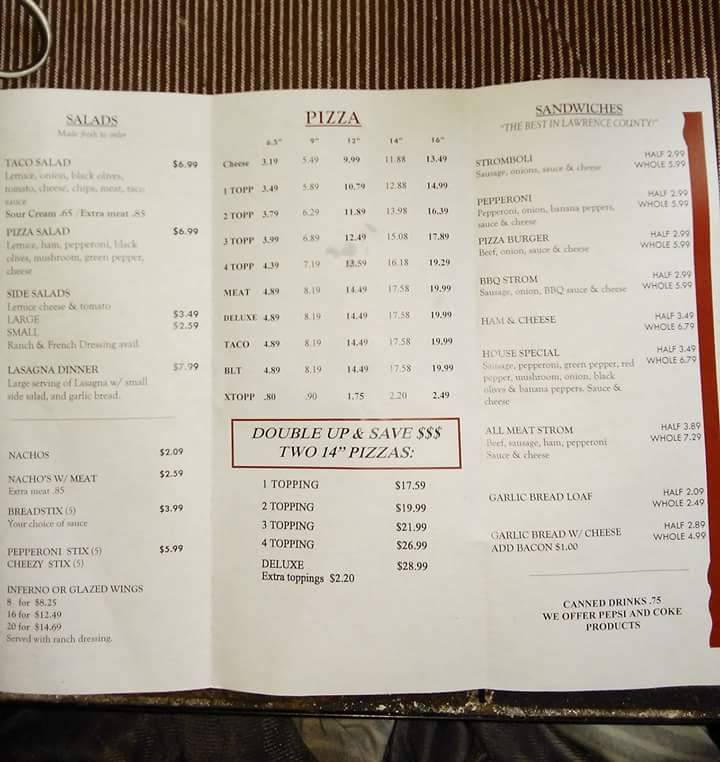 SALADS
Made fresh to order
TACO SALAD $6.99
Lettuce, onion, black olives,
tomato, cheese, chips, meat, taco
sauce
Sour Cream .65 /Extra meat .85
PIZZA SALAD $6.99
Lettuce, ham, pepperoni, black
olives, mushroom, green pepper,
cheese
SIDE SALADS
Lettuce cheese & tomato
LARGE $3.49
SMALL $2.59
Ranch & French Dressing avail.
LASAGNA DINNER $7.99
Large serving of Lasagna w/ small
side salad, and garlic bread.
NACHOS $2.09
NACHO'S W/ MEAT $2.59
Extra meat .85
BREADSTIX (5) $3.99
Your choice of sauce
PEPPERONI STIX (5) $5.99
CHEEZY STIX (5)
INFERNO OR GLAZED WINGS
8 for $8.25
16 for $12.49
20 for $14.69
Served with ranch dressing.
PIZZA
6.5" 9" 12" 14" 16"
Cheese 3.19 5.49 9.99 11.88 13.49
1 TOPP 3.49 5.89 10.79 12.88 14.99
2 TOPP 3.79 6.29 11.89 13.98 16.39
3 TOPP 3.99 6.89 12.49 15.08 17.89
4 TOPP 4.39 7.19 13.59 16.18 19.29
MEAT 4.89 8.19 14.49 17.58 19.99
DELUXE 4.89 8.19 14.49 17.58 19.99
TACO 4.89 8.19 14.49 17.58 19.99
BLT 4.89 8.19 14.49 17.58 19.99
XTOPP .80 .90 1.75 2.20 2.49
DOUBLE UP & SAVE $$$
TWO 14" PIZZAS:
1 TOPPING $17.59
2 TOPPING $19.99
3 TOPPING $21.99
4 TOPPING $26.99
DELUXE $28.99
Extra toppings $2.20
SANDWICHES
"THE BEST IN LAWRENCE COUNTY!"
STROMBOLI HALF 2.99
Sausage, onions, sauce & cheese WHOLE 5.99
PEPPERONI HALF 2.99
Pepperoni, onion, banana peppers, WHOLE 5.99
sauce & cheese
PIZZA BURGER HALF 2.99
Beef, onion, sauce & cheese WHOLE 5.99
BBQ STROM HALF 2.99
Sausage, onion, BBQ sauce & cheese WHOLE 5.99
HAM & CHEESE HALF 3.49
WHOLE 6.79
HOUSE SPECIAL HALF 3.49
Sausage, pepperoni, green pepper, red WHOLE 6.79
pepper, mushroom, onion, black
olives & banana peppers. Sauce &
cheese
ALL MEAT STROM HALF 3.89
Beef, sausage, ham, pepperoni WHOLE 7.29
Sauce & cheese
GARLIC BREAD LOAF HALF 2.09
WHOLE 2.49
GARLIC BREAD W/ CHEESE HALF 2.89
ADD BACON $1.00 WHOLE 4.99
CANNED DRINKS .75
WE OFFER PEPSI AND COKE
PRODUCTS